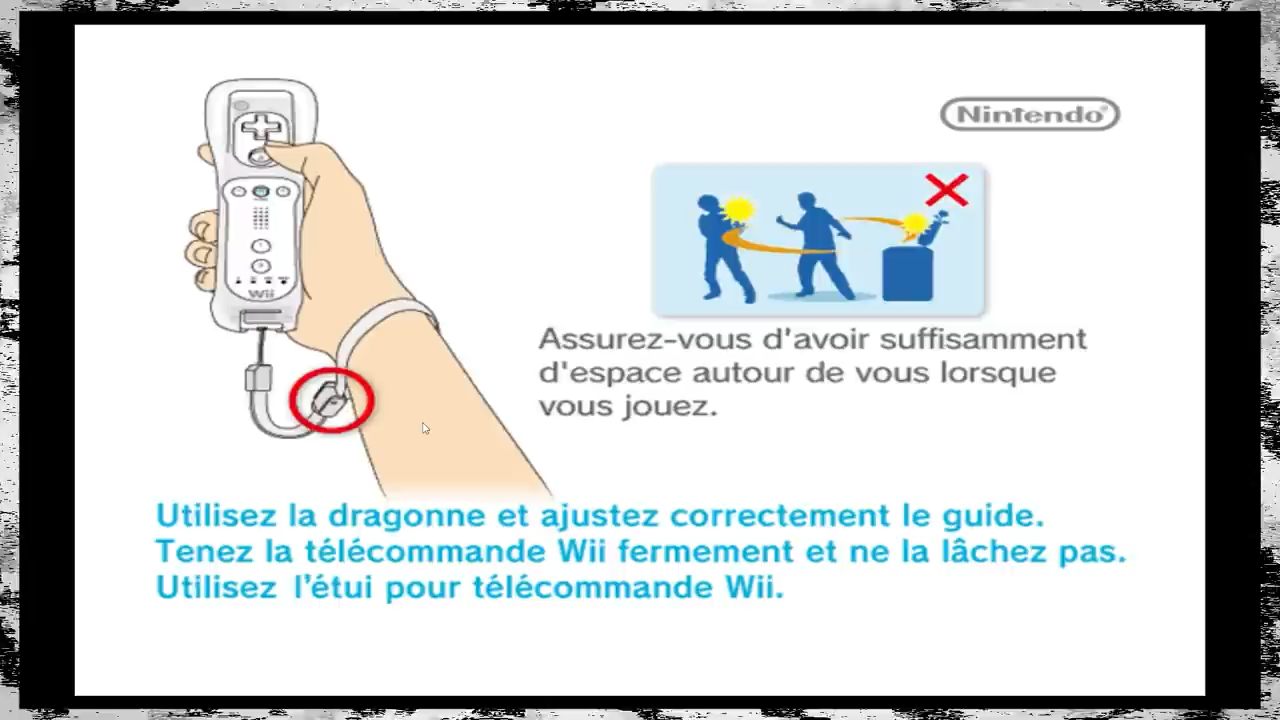 Nintendo®
Wii
Assurez-vous d'avoir suffisamment
d'espace autour de vous lorsque
vous jouez.
Utilisez la dragonne et ajustez correctement le guide.
Tenez la télécommande Wii fermement et ne la lâchez pas.
Utilisez l’étui pour télécommande Wii.